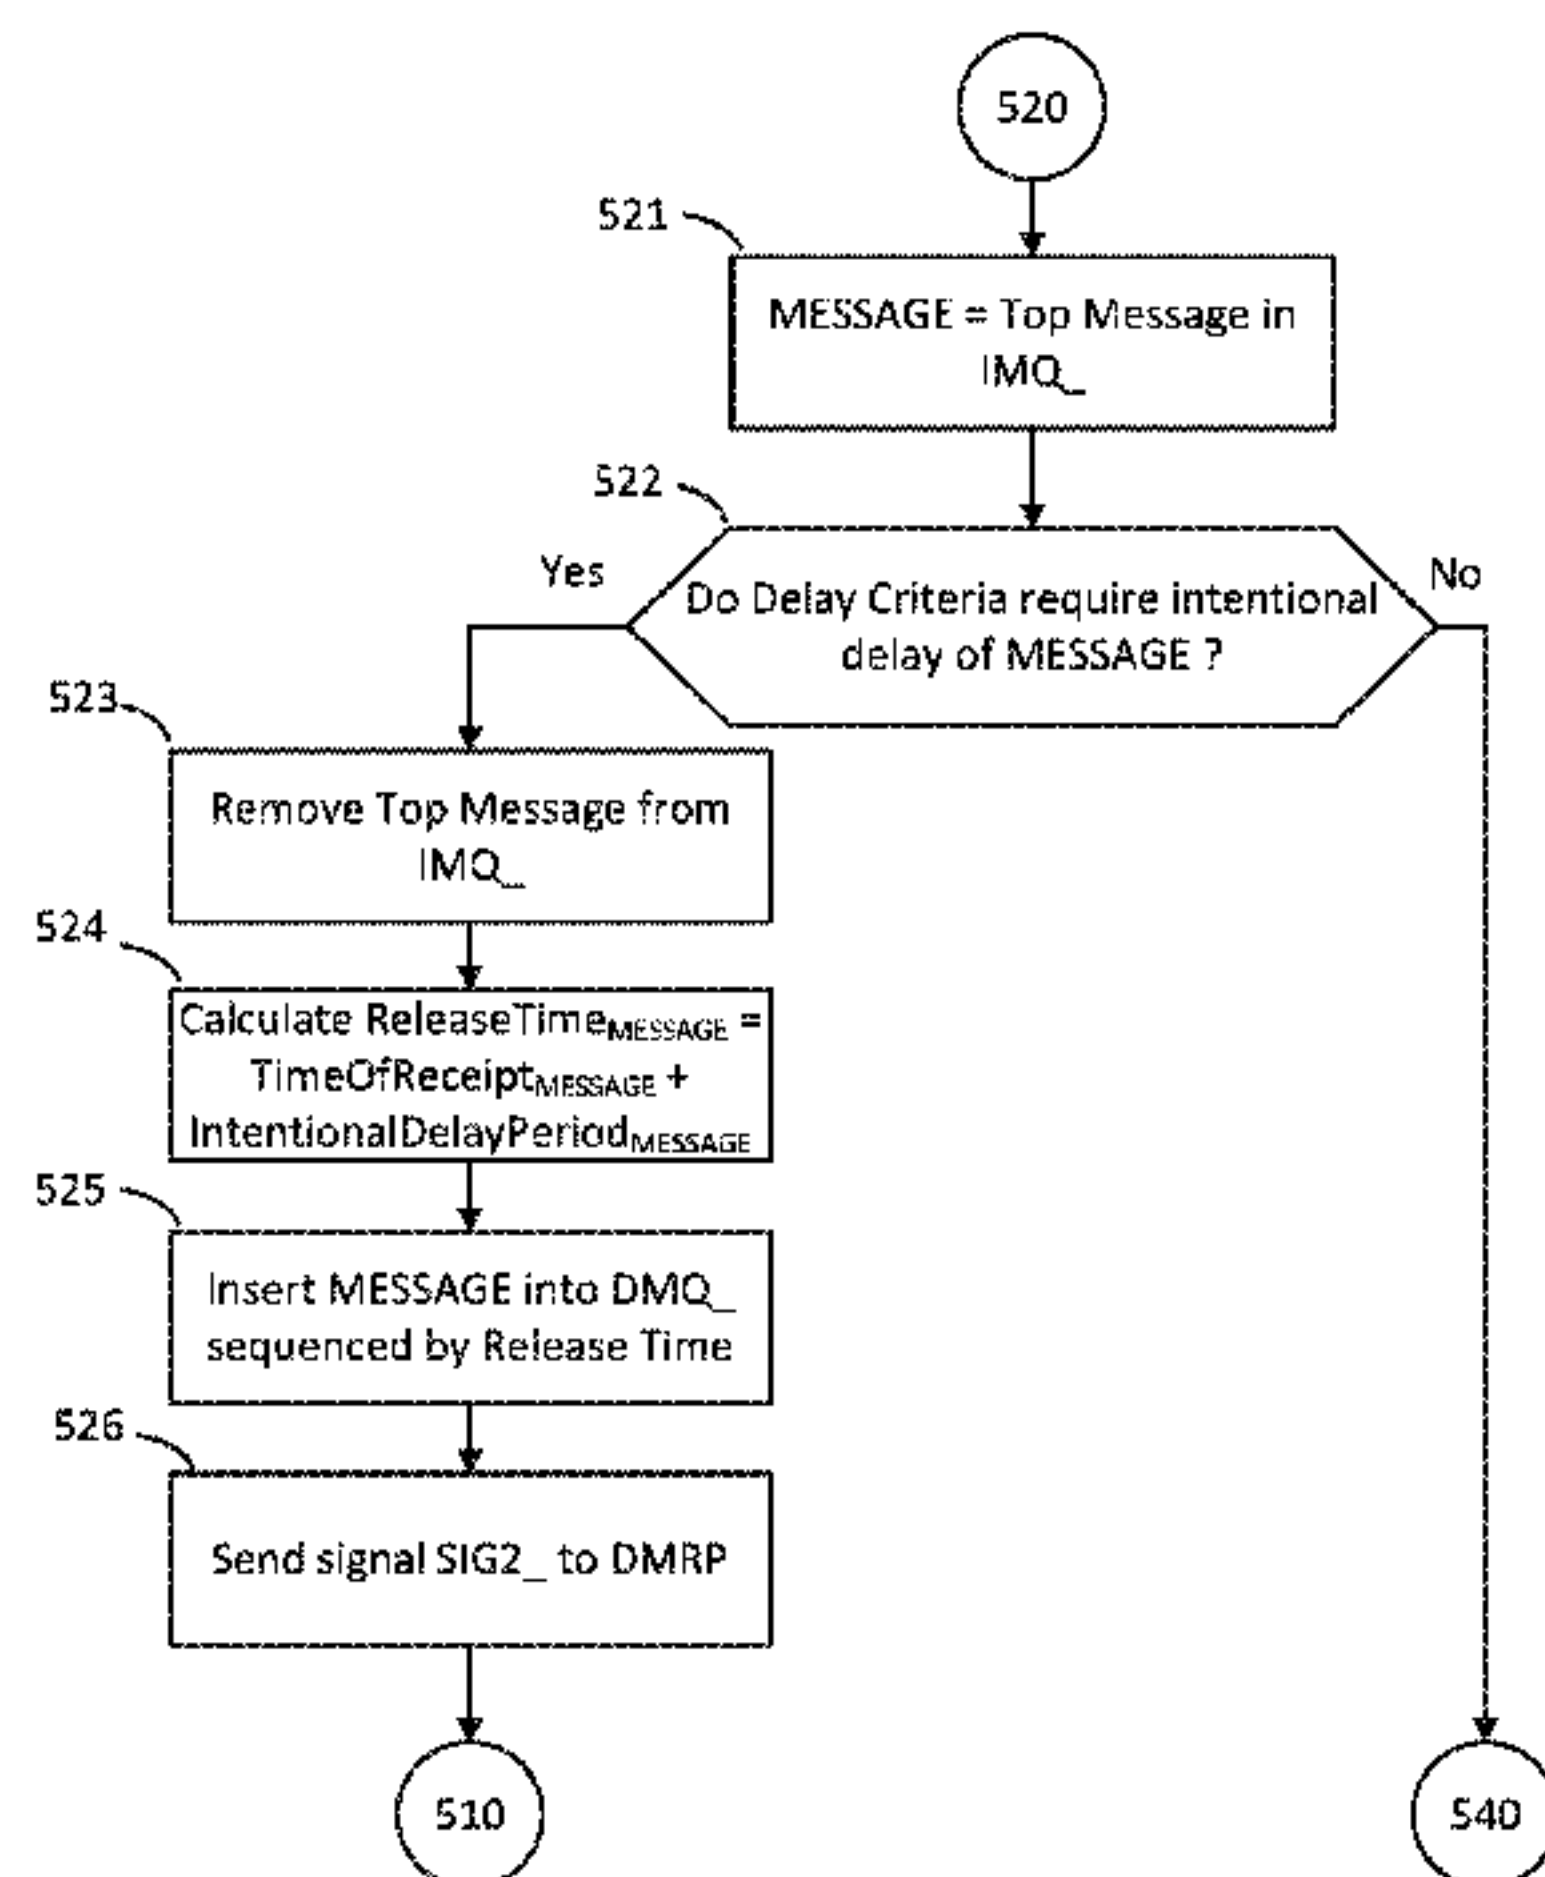 520
521
MESSAGE = Top Message in
IMQ_
522
Yes
No
Do Delay Criteria require intentional
delay of MESSAGE ?
523
Remove Top Message from
IMQ_
524
Calculate ReleaseTimeMESSAGE =
TimeOfReceiptMESSAGE +
IntentionalDelayPeriodMESSAGE
525
Insert MESSAGE into DMQ_
sequenced by Release Time
526
Send signal SIG2_ to DMRP
510
540